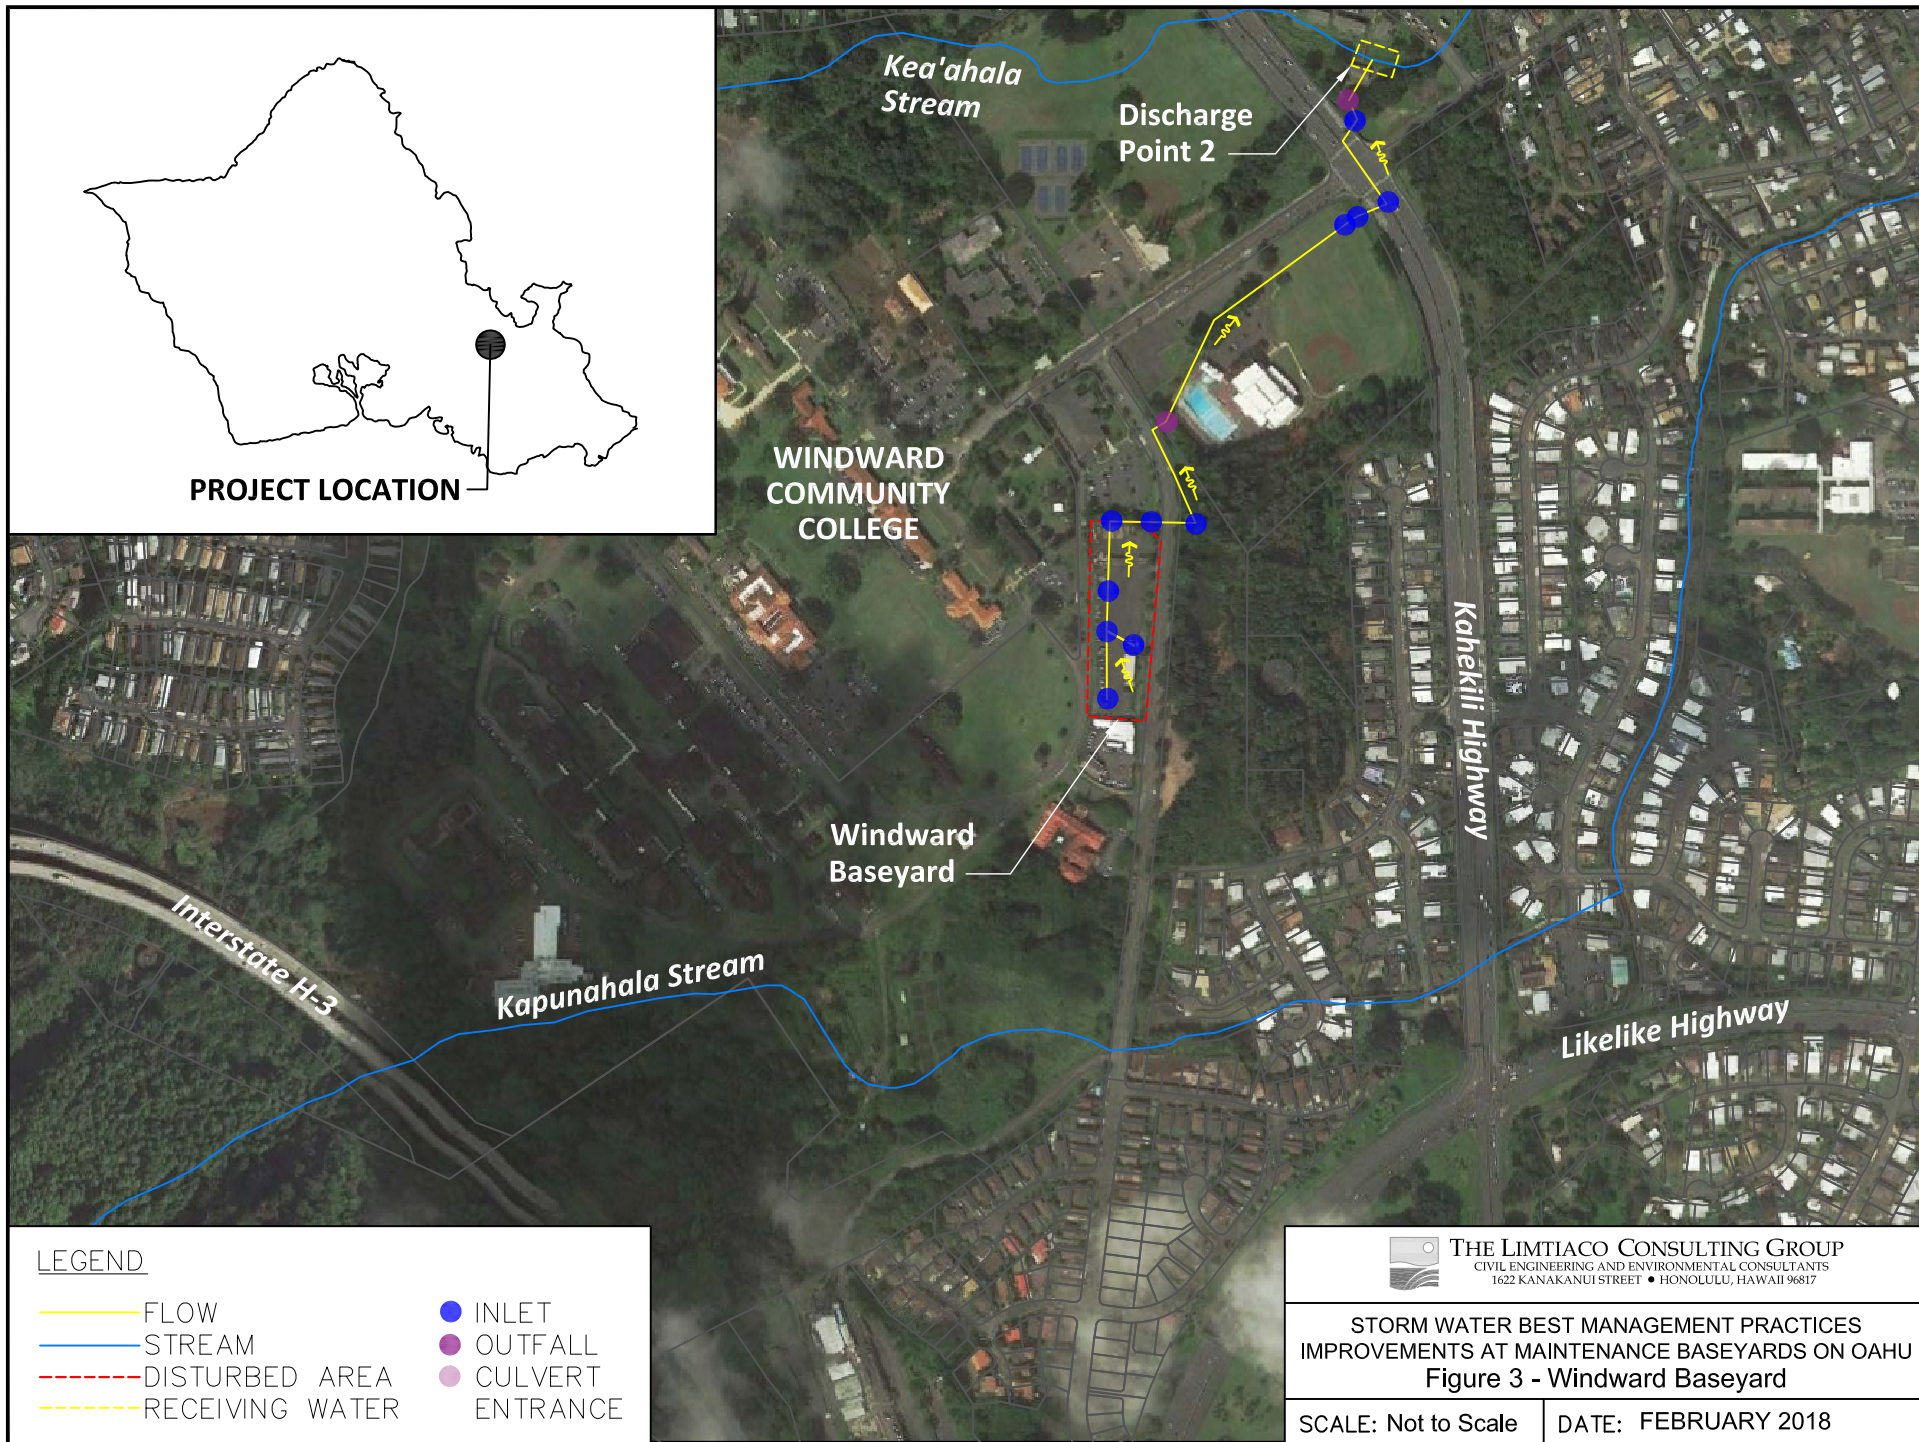 Kea'ahala
Stream
Discharge
Point 2
PROJECT LOCATION
WINDWARD
COMMUNITY
COLLEGE
Kahekili Highway
Windward
Baseyard
Interstate H-3
Kapunahala Stream
Likelike Highway
LEGEND
FLOW
STREAM
DISTURBED AREA
RECEIVING WATER
INLET
OUTFALL
CULVERT
ENTRANCE
THE LIMTIACO CONSULTING GROUP
CIVIL ENGINEERING AND ENVIRONMENTAL CONSULTANTS
1622 KANAKANUI STREET • HONOLULU, HAWAII 96817
STORM WATER BEST MANAGEMENT PRACTICES
IMPROVEMENTS AT MAINTENANCE BASEYARDS ON OAHU
Figure 3 - Windward Baseyard
SCALE: Not to Scale
DATE: FEBRUARY 2018